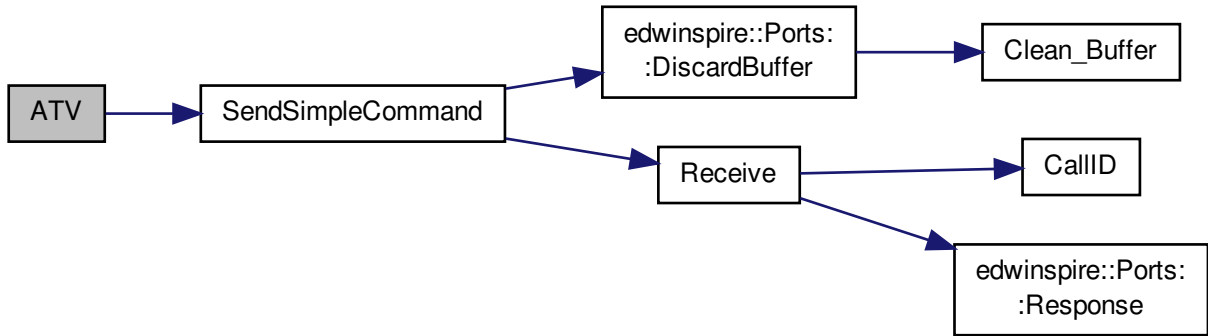 ATV
SendSimpleCommand
edwinspire::Ports:
:DiscardBuffer
Clean_Buffer
Receive
CallID
edwinspire::Ports:
:Response